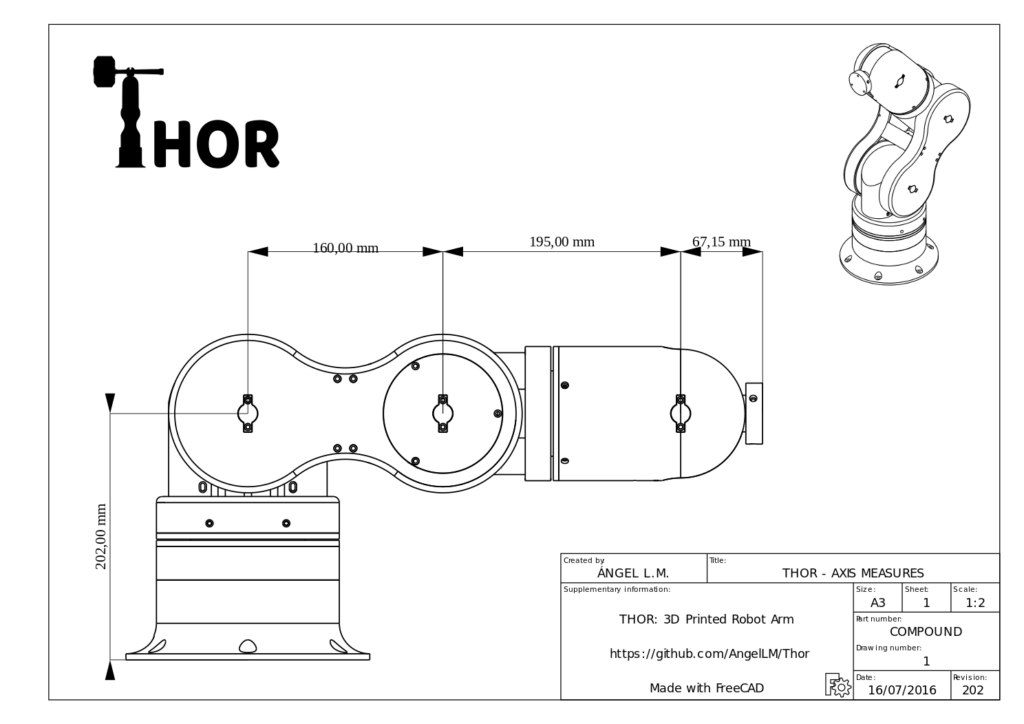 THOR
160,00 mm
195,00 mm
67,15 mm
202,00 mm
Created by:
ÁNGEL L.M.
Title:
THOR - AXIS MEASURES
Supplementary information:
THOR: 3D Printed Robot Arm
https://github.com/AngelLM/Thor
Made with FreeCAD
Size:
A3
Sheet:
1
Scale:
1:2
Part number:
COMPOUND
Drawing number:
1
Date:
16/07/2016
Revision:
202